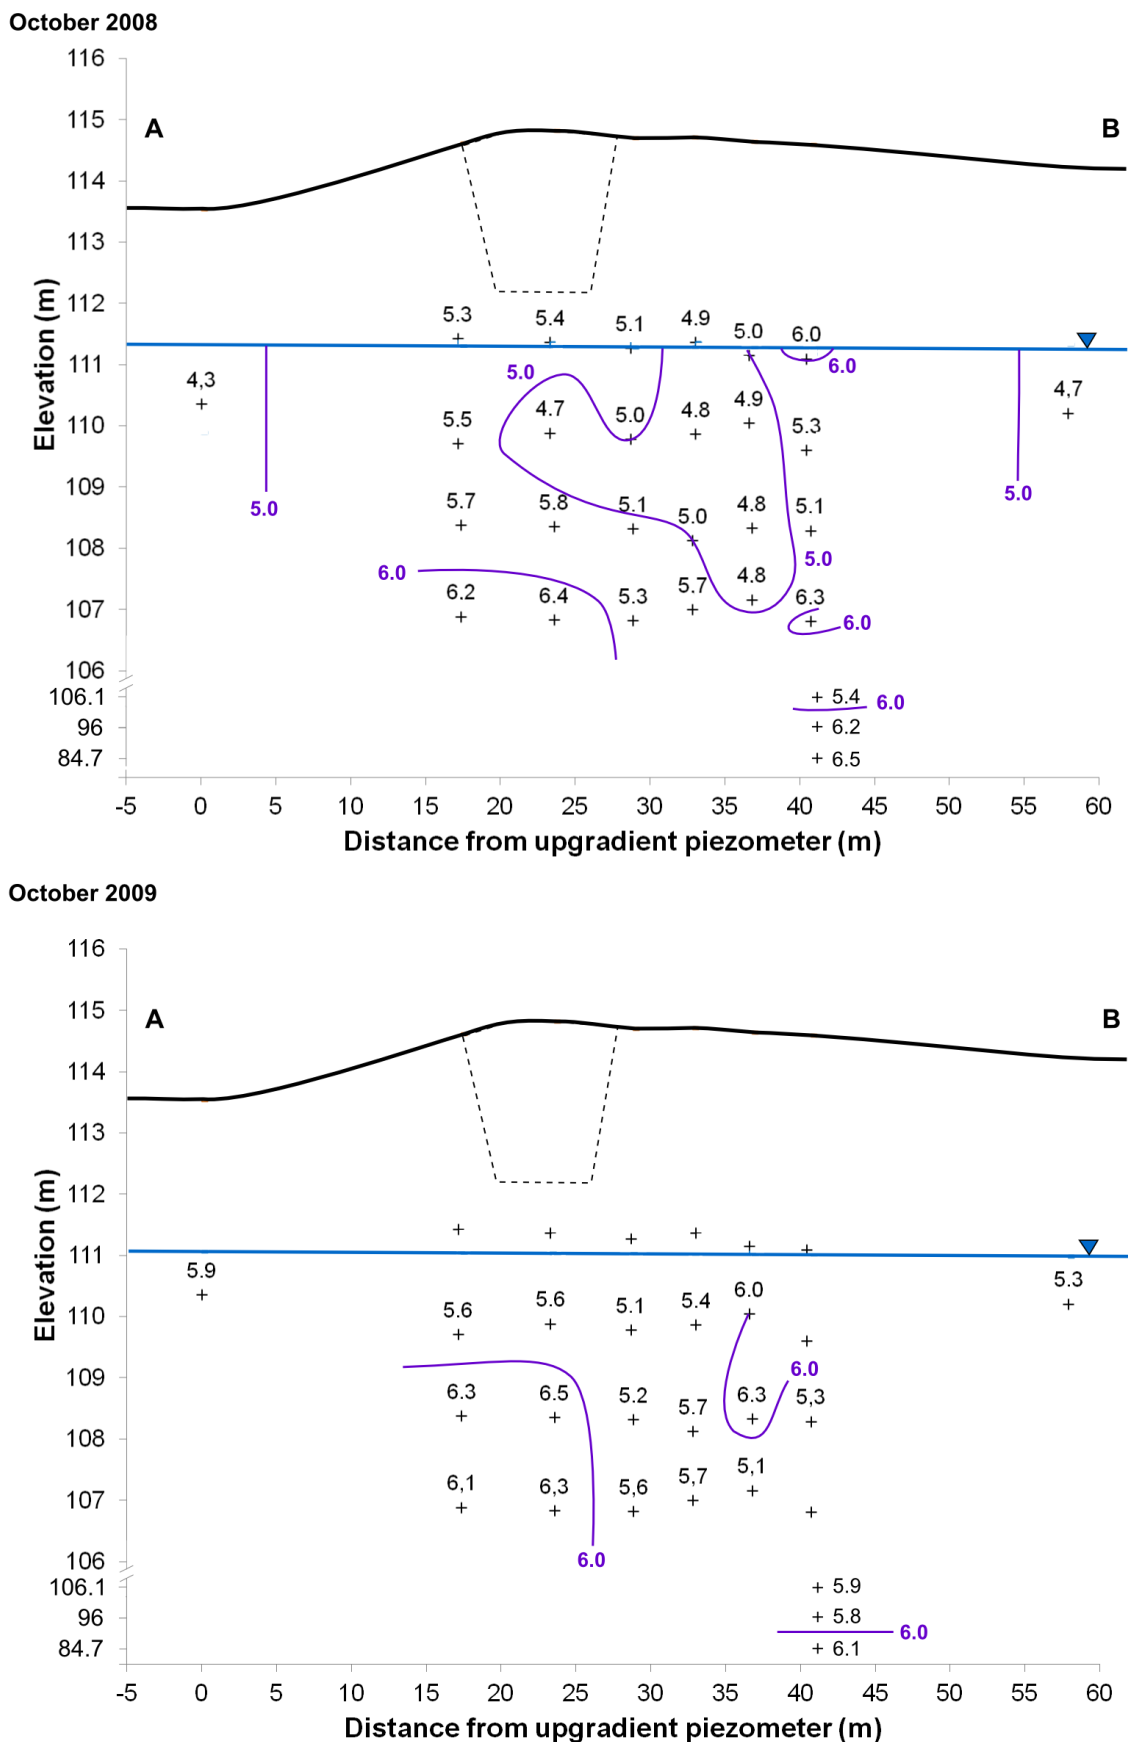 October 2008
116
115
A B
114
113
112
5.3 5.4 5.1 4.9 5.0 6.0
111
6.0
5.0
4,3 4,7
4.9
5.5 4.7 5.0 4.8 5.3
110
109
5.0 5.0
5.7 5.8 5.1 5.0 4.8 5.1
108
5.0
6.0
6.2 6.4 5.3 5.7 4.8 6.3
107
6.0
106
106.1 5.4
6.0
96 6.2
84.7 6.5
-5 0 5 10 15 20 25 30 35 40 45 50 55 60
Distance from upgradient piezometer (m)
Elevation (m)
October 2009
116
115
A B
114
113
112
111
5.9 5.3
5.6 5.6 5.1 5.4 6.0
110
109
6.0
6.3 6.5 5.2 5.7 6.3 5,3
108
6,1 6,3 5,6 5,7 5,1
107
106
6.0
106.1 5.9
96 5.8
6.0
84.7 6.1
-5 0 5 10 15 20 25 30 35 40 45 50 55 60
Distance from upgradient piezometer (m)
Elevation (m)